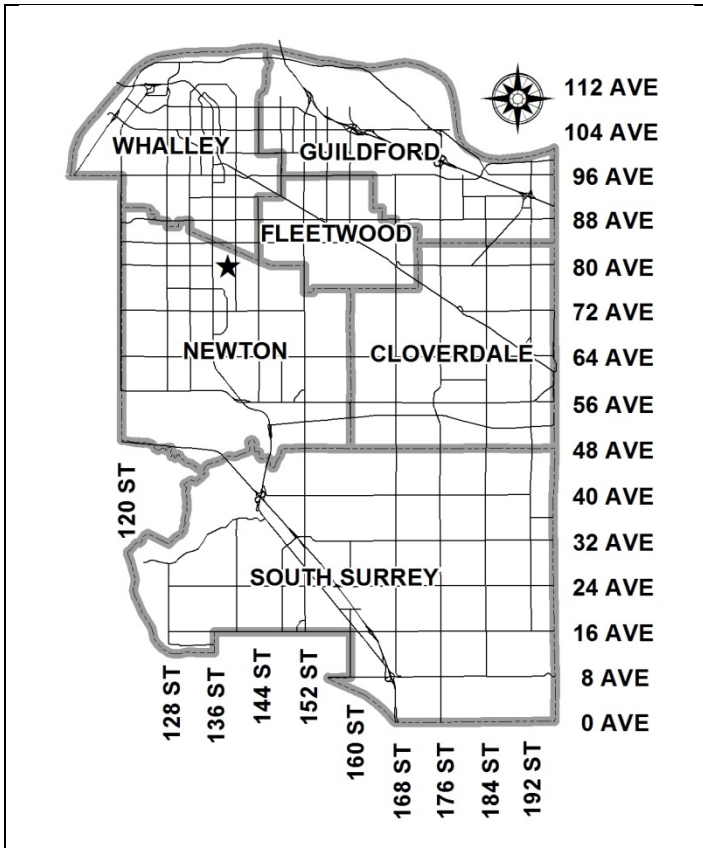 112 AVE
104 AVE
WHALLEY
GUILDFORD
96 AVE
88 AVE
FLEETWOOD
80 AVE
72 AVE
NEWTON
CLOVERDALE
64 AVE
56 AVE
48 AVE
120 ST
40 AVE
32 AVE
SOUTH SURREY
24 AVE
16 AVE
128 ST
136 ST
144 ST
152 ST
160 ST
8 AVE
0 AVE
168 ST
176 ST
184 ST
192 ST